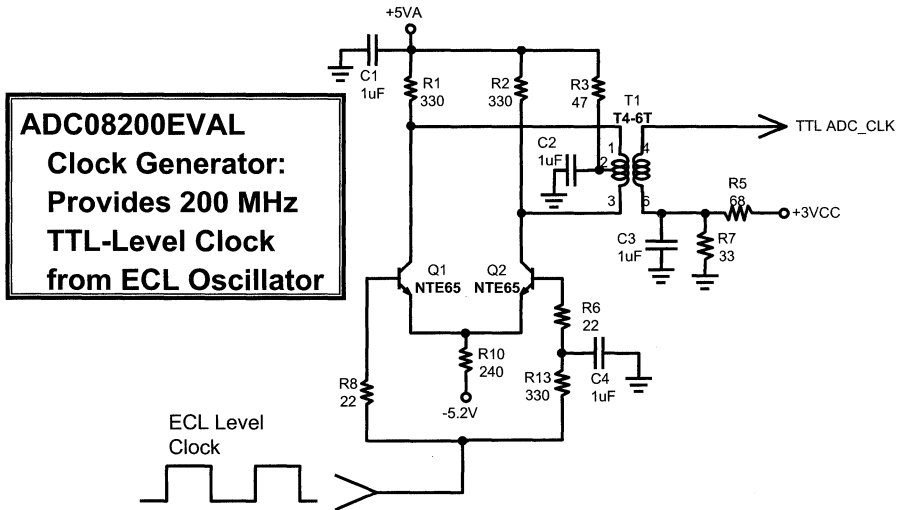 +5VA
C1
1uF
R1
330
R2
330
R3
47
T1
T4-6T
1
2
3
4
6
TTL ADC_CLK
C2
1uF
R5
68
+3VCC
C3
1uF
R7
33
ADC08200EVAL
Clock Generator:
Provides 200 MHz
TTL-Level Clock
from ECL Oscillator
Q1
NTE65
Q2
NTE65
R6
22
R10
240
-5.2V
R13
330
C4
1uF
R8
22
ECL Level
Clock